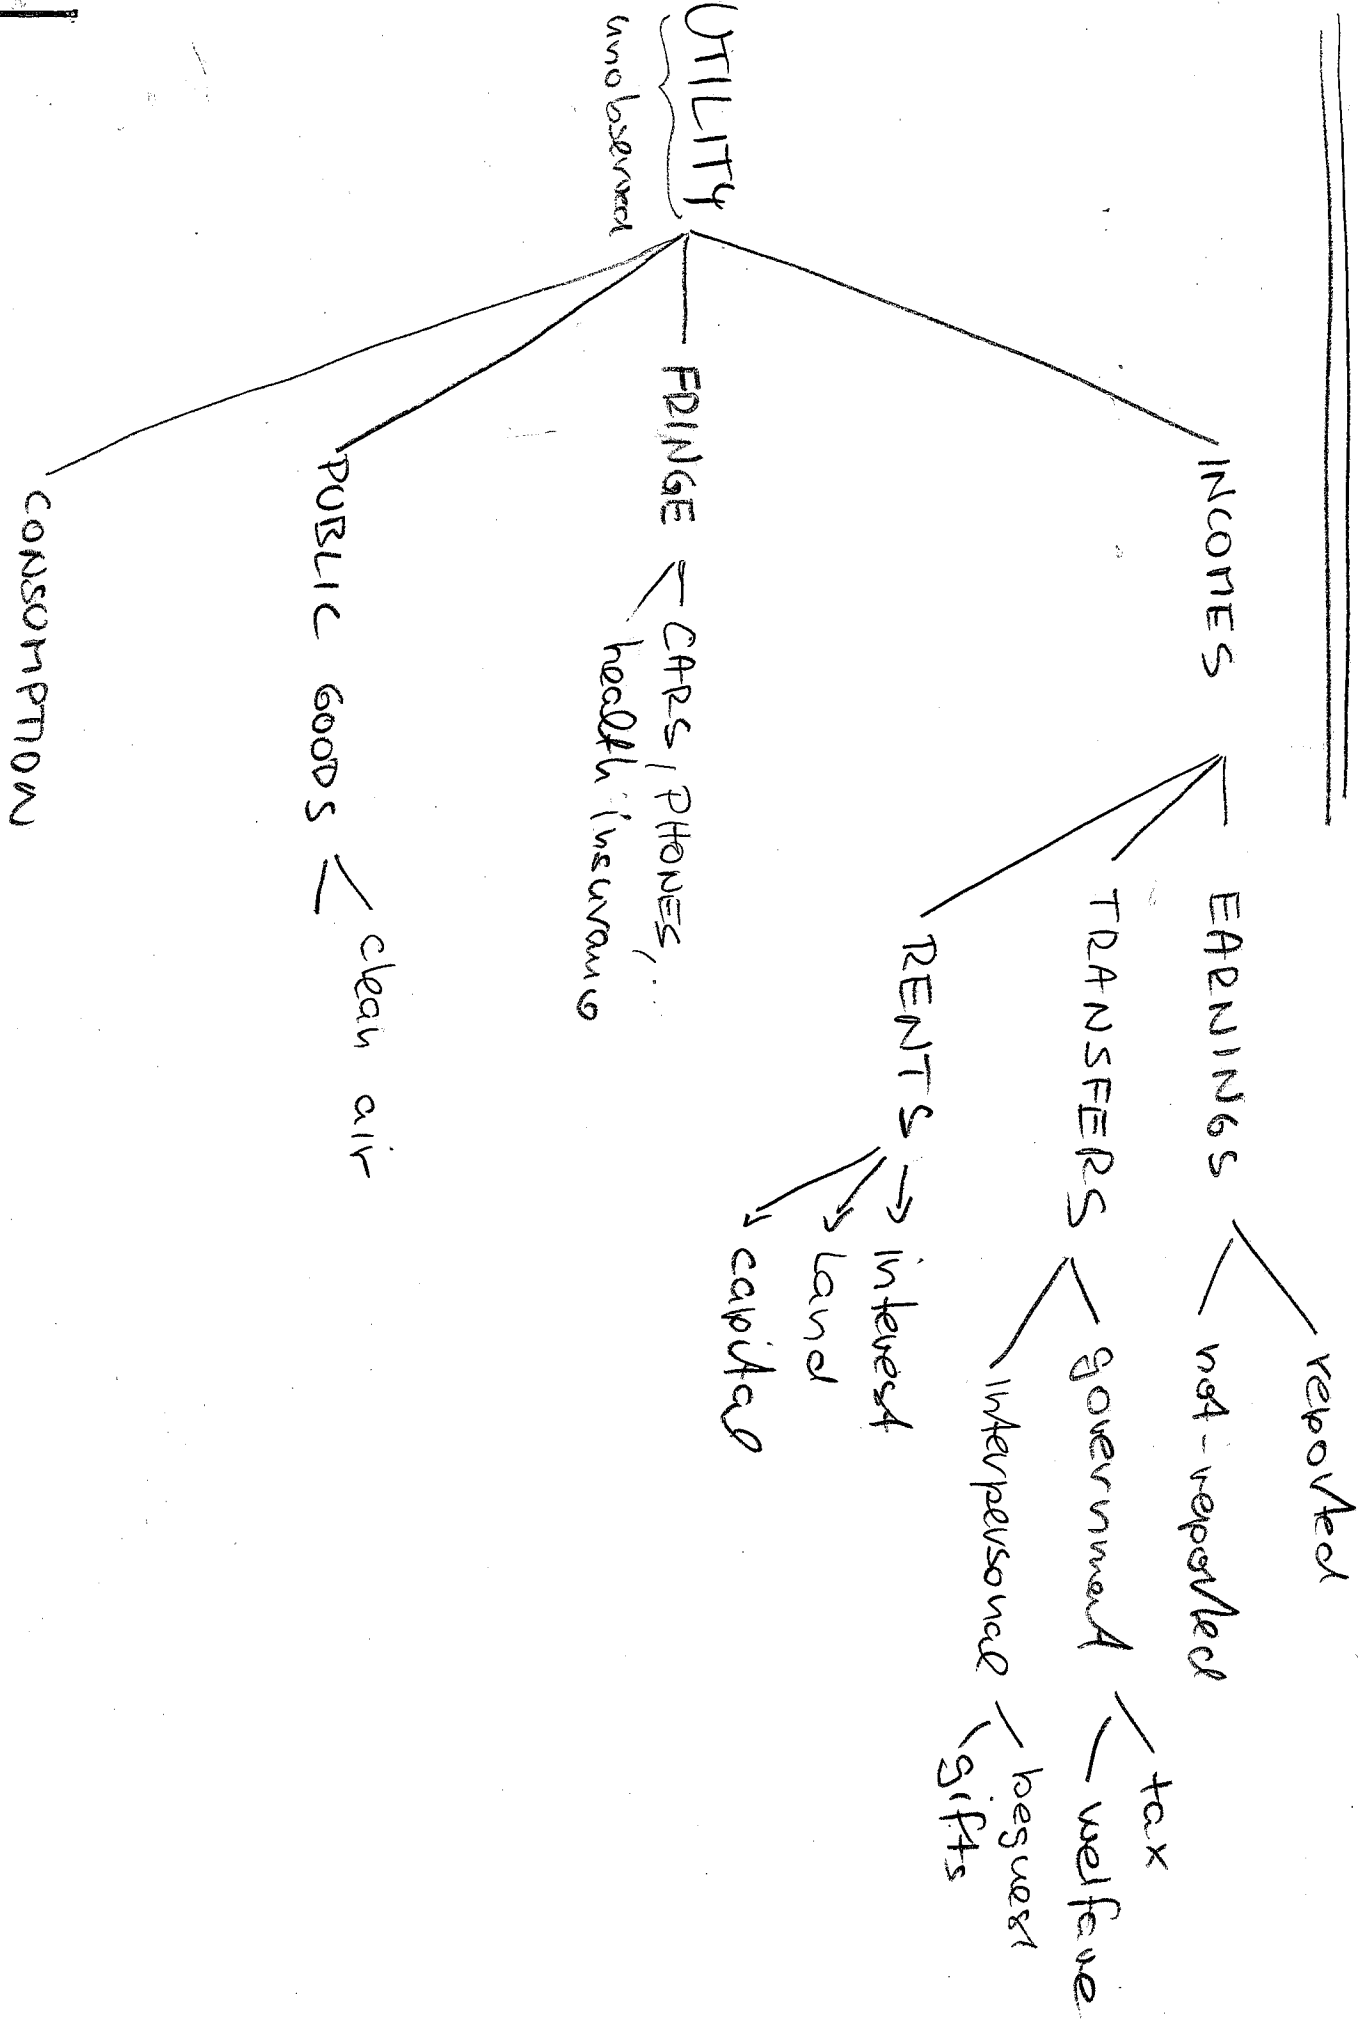 reported
INCOMES EARNINGS
not-reported
tax
TRANSFERS government welfare
interpersonal bequest
gifts
RENTS → interest
land
capital
UTILITY FRINGE CARS, PHONES, ...
unobserved health insurance
PUBLIC GOODS clean air
CONSOMPTION